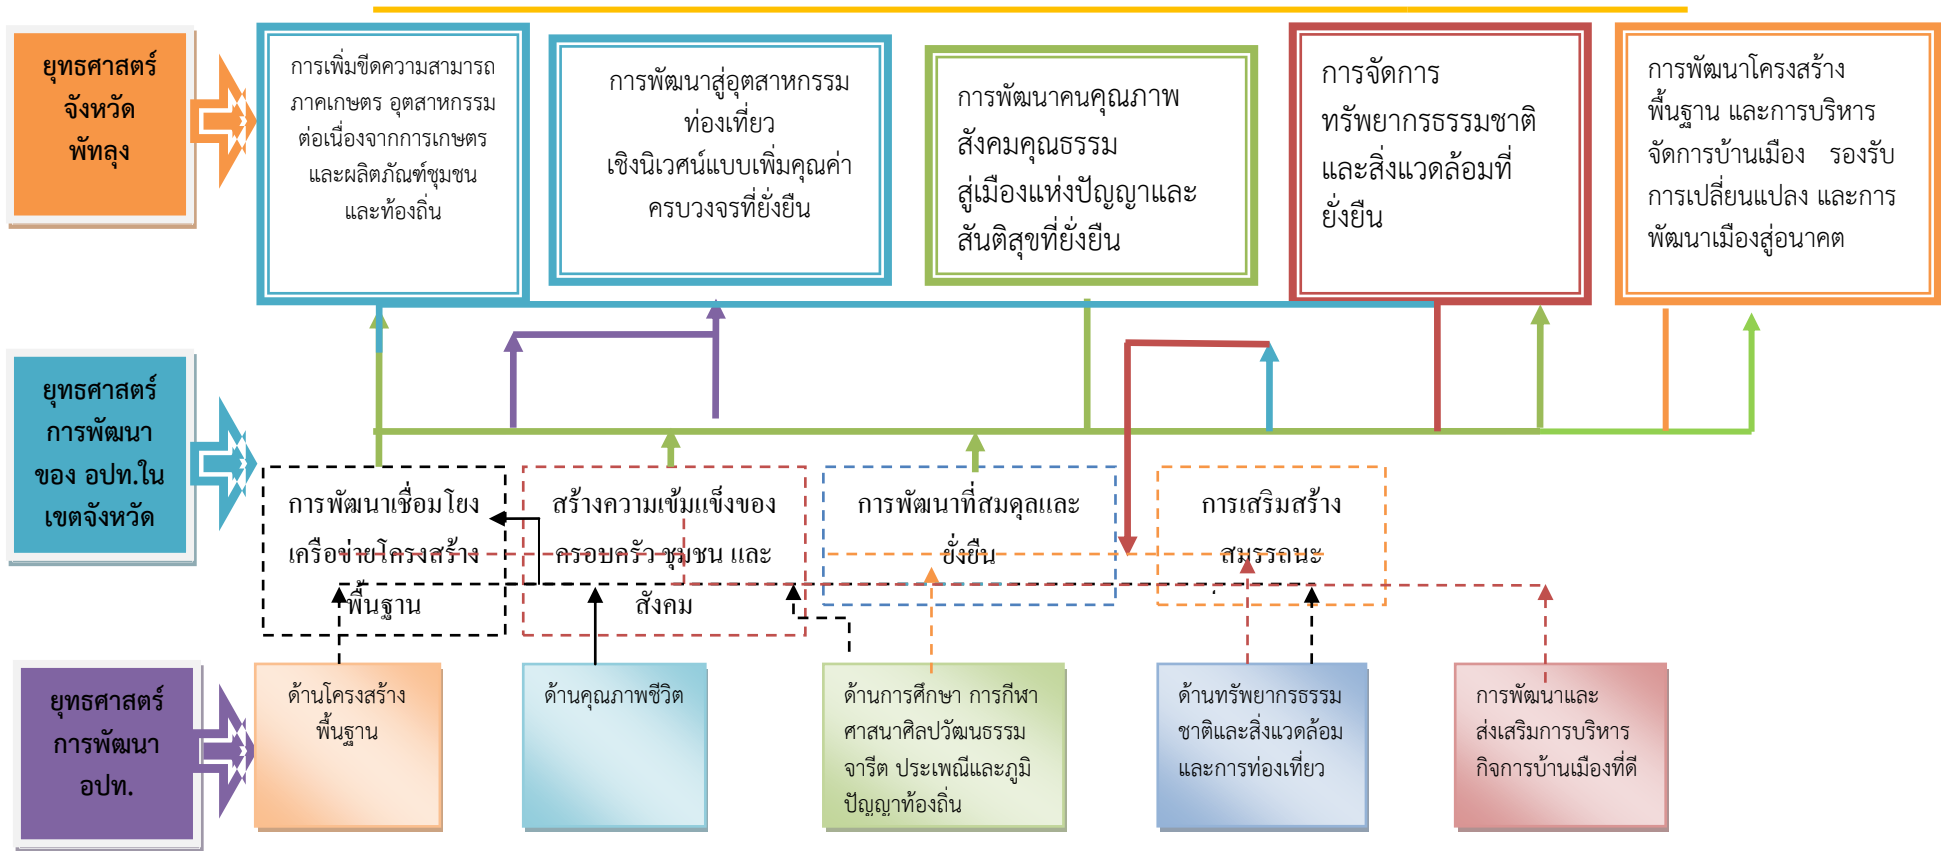 ยุทธศาสตร์
จังหวัด
พัทลุง
การเพิ่มขีดความสามารถ
ภาคเกษตร อุตสาหกรรม
ต่อเนื่องจากการเกษตร
และผลิตภัณฑ์ชุมชน
และท้องถิ่น
การพัฒนาสู่อุตสาหกรรม
ท่องเที่ยว
เชิงนิเวศน์แบบเพิ่มคุณค่า
ครบวงจรที่ยั่งยืน
การพัฒนาคนคุณภาพ
สังคมคุณธรรม
สู่เมืองแห่งปัญญาและ
สันติสุขที่ยั่งยืน
การจัดการ
ทรัพยากรธรรมชาติ
และสิ่งแวดล้อมที่
ยั่งยืน
การพัฒนาโครงสร้าง
พื้นฐาน และการบริหาร
จัดการบ้านเมือง รองรับ
การเปลี่ยนแปลง และการ
พัฒนาเมืองสู่อนาคต
ยุทธศาสตร์
การพัฒนา
ของ อปท.ใน
เขตจังหวัด
การพัฒนาเชื่อมโยง
เครือข่ายโครงสร้าง
พื้นฐาน
สร้างความเข้มแข็งของ
ครอบครัว ชุมชน และ
สังคม
การพัฒนาที่สมดุลและ
ยั่งยืน
การเสริมสร้าง
สมรรถนะ
ยุทธศาสตร์
การพัฒนา
อปท.
ด้านโครงสร้าง
พื้นฐาน
ด้านคุณภาพชีวิต
ด้านการศึกษา การกีฬา
ศาสนาศิลปวัฒนธรรม
จารีต ประเพณีและภูมิ
ปัญญาท้องถิ่น
ด้านทรัพยากรธรรม
ชาติและสิ่งแวดล้อม
และการท่องเที่ยว
การพัฒนาและ
ส่งเสริมการบริหาร
กิจการบ้านเมืองที่ดี